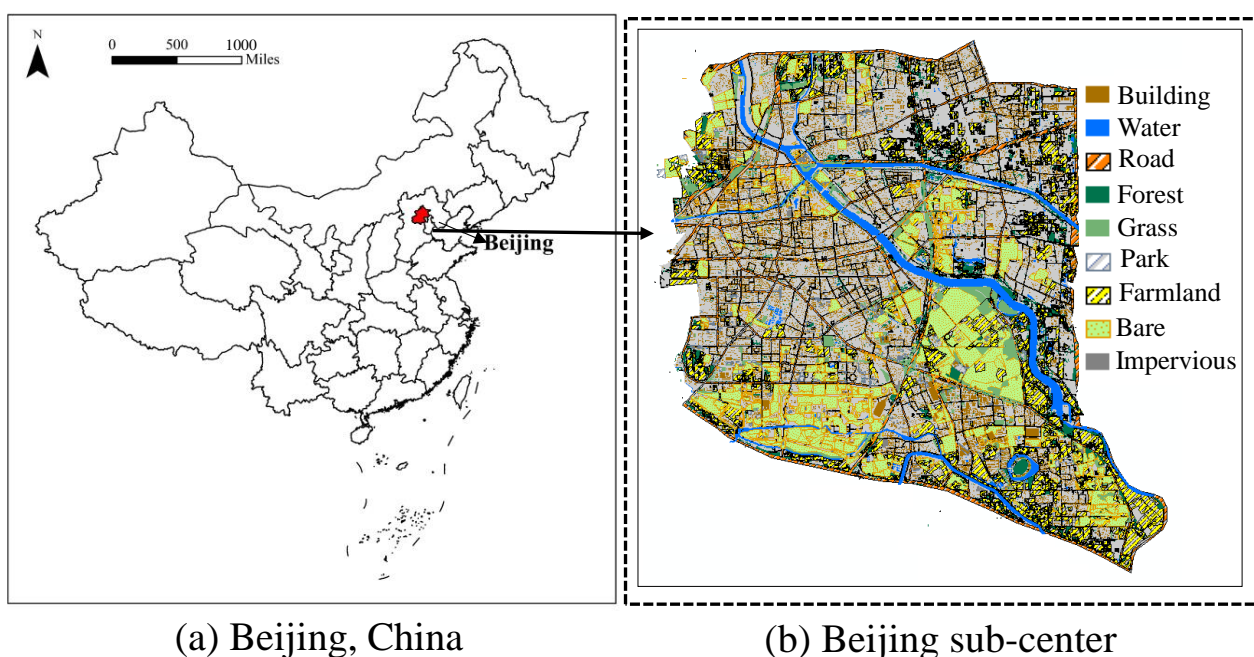 N
0 500 1000
Miles
Beijing
Building
Water
Road
Forest
Grass
Park
Farmland
Bare
Impervious
(a) Beijing, China
(b) Beijing sub-center